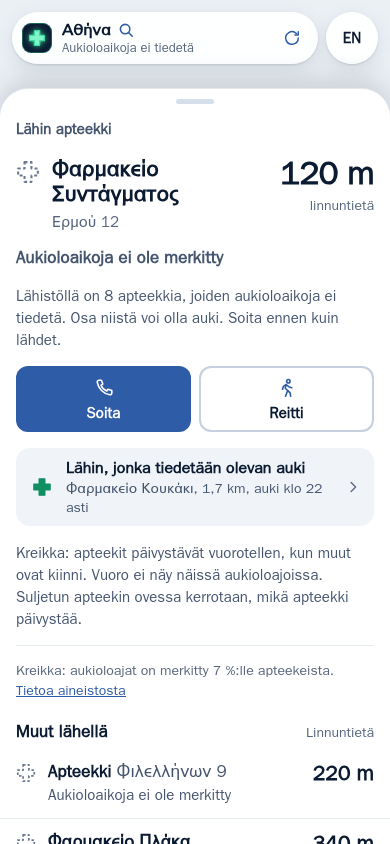 Αθήνα
Aukioloaikoja ei tiedetä
EN
Lähin apteekki
Φαρμακείο
Συντάγματος
Ερμού 12
120 m
linnuntietä
Aukioloaikoja ei ole merkitty
Lähistöllä on 8 apteekkia, joiden aukioloaikoja ei
tiedetä. Osa niistä voi olla auki. Soita ennen kuin
lähdet.
Soita
Reitti
Lähin, jonka tiedetään olevan auki
Φαρμακείο Κουκάκι, 1,7 km, auki klo 22
asti
Kreikka: apteekit päivystävät vuorotellen, kun muut
ovat kiinni. Vuoro ei näy näissä aukioloajoissa.
Suljetun apteekin ovessa kerrotaan, mikä apteekki
päivystää.
Kreikka: aukioloajat on merkitty 7 %:lle apteekeista.
Tietoa aineistosta
Muut lähellä
Linnuntietä
Apteekki Φιλελλήνων 9
220 m
Aukioloaikoja ei ole merkitty
Φαρμακείο Πλάκα
340 m